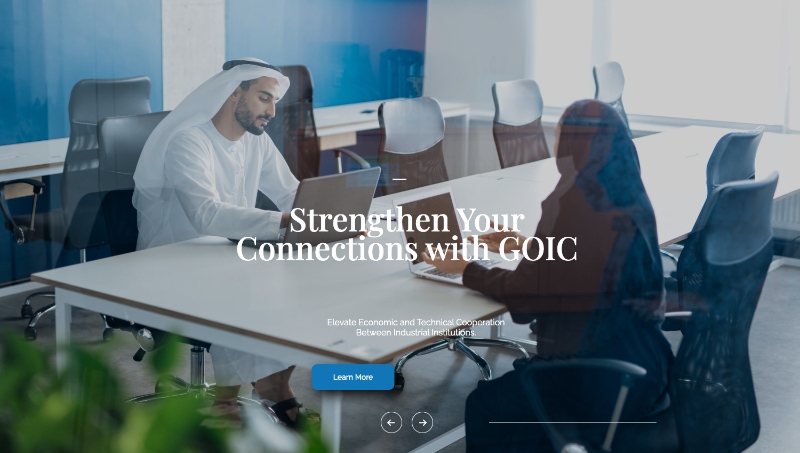 Strengthen Your
Connections with GOIC
Elevate Economic and Technical Cooperation
Between Industrial Institutions.
Learn More